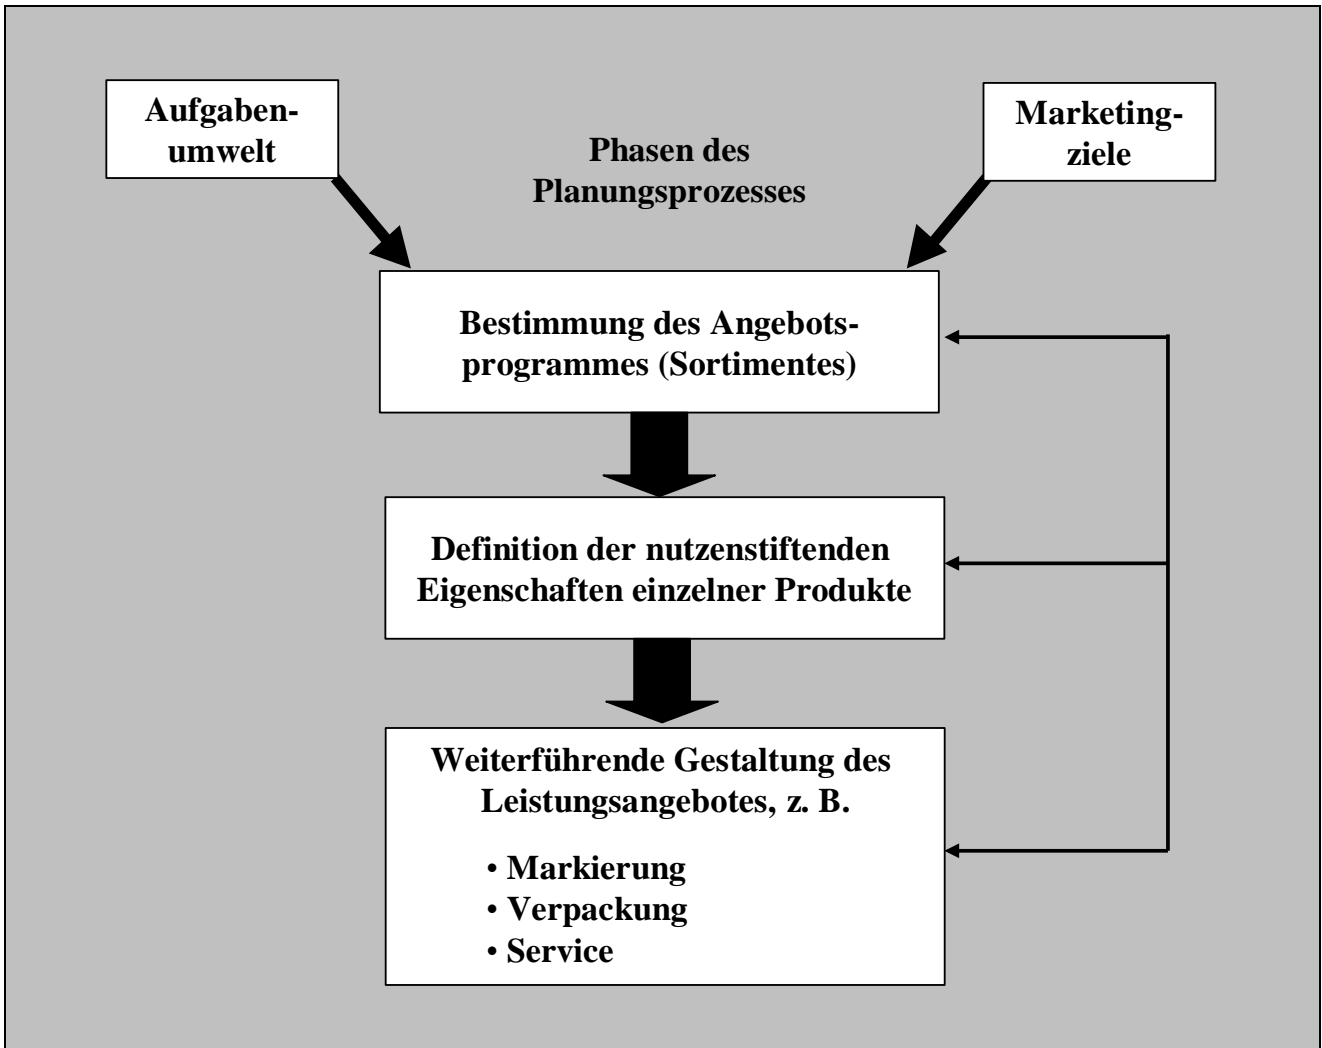 Aufgaben-
umwelt
Marketing-
ziele
Phasen des
Planungsprozesses
Bestimmung des Angebots-
programmes (Sortimentes)
Definition der nutzenstiftenden
Eigenschaften einzelner Produkte
Weiterführende Gestaltung des
Leistungsangebotes, z. B.
• Markierung
• Verpackung
• Service